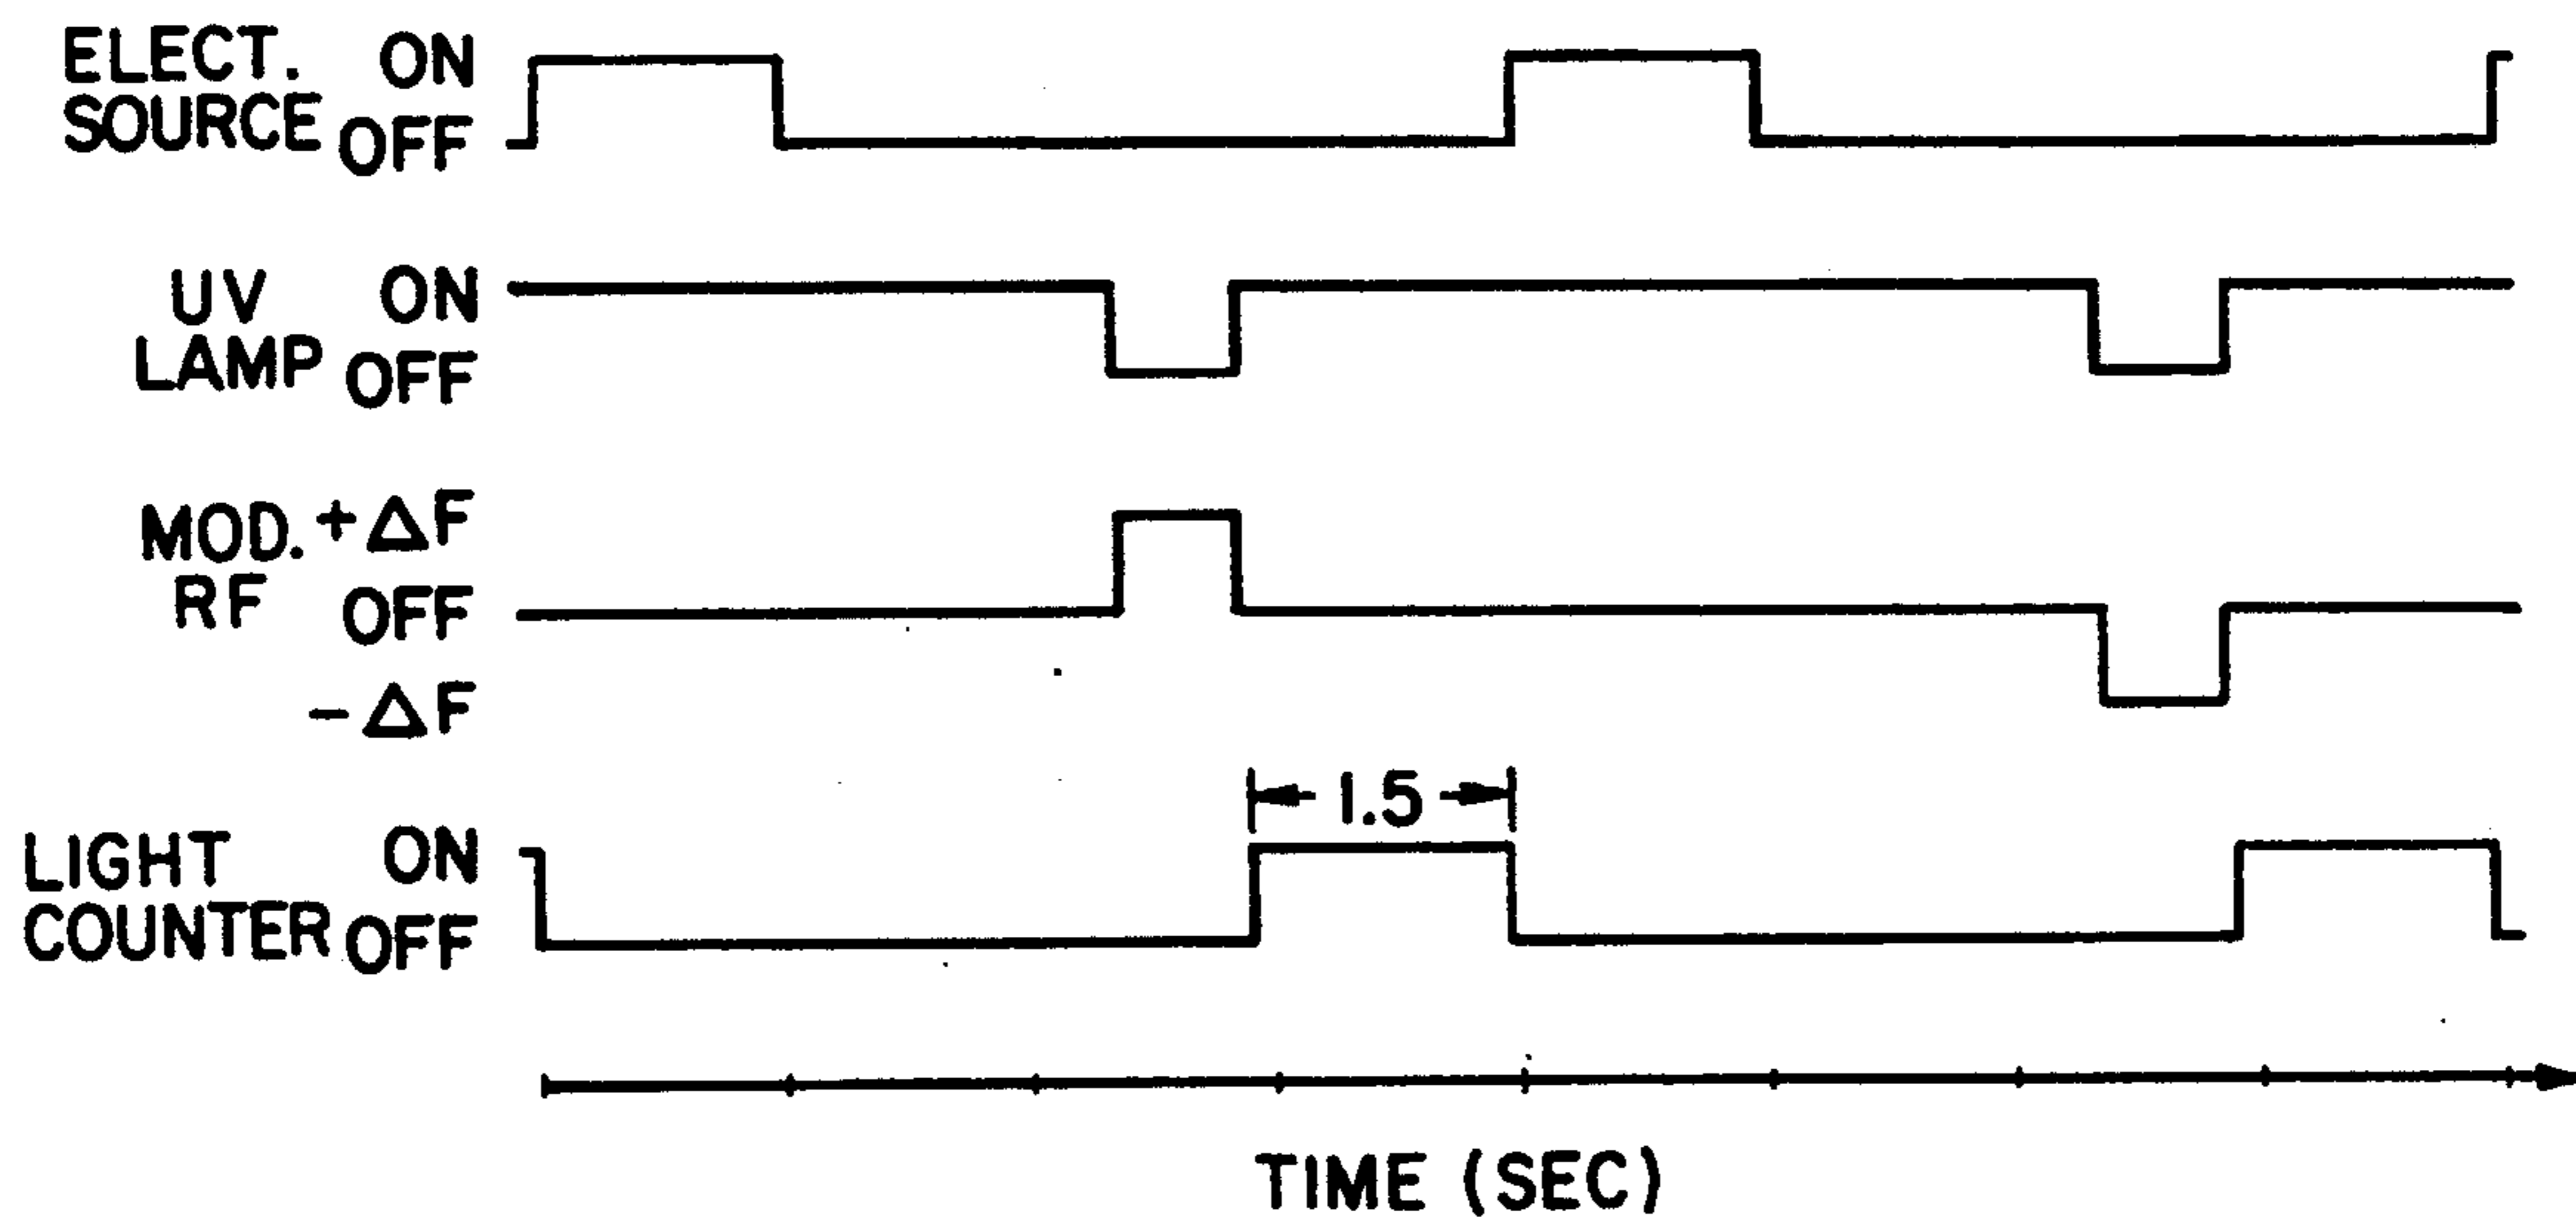 ELECT. ON
SOURCE OFF
UV ON
LAMP OFF
MOD. +ΔF
RF OFF
-ΔF
1.5
LIGHT ON
COUNTER OFF
TIME (SEC)